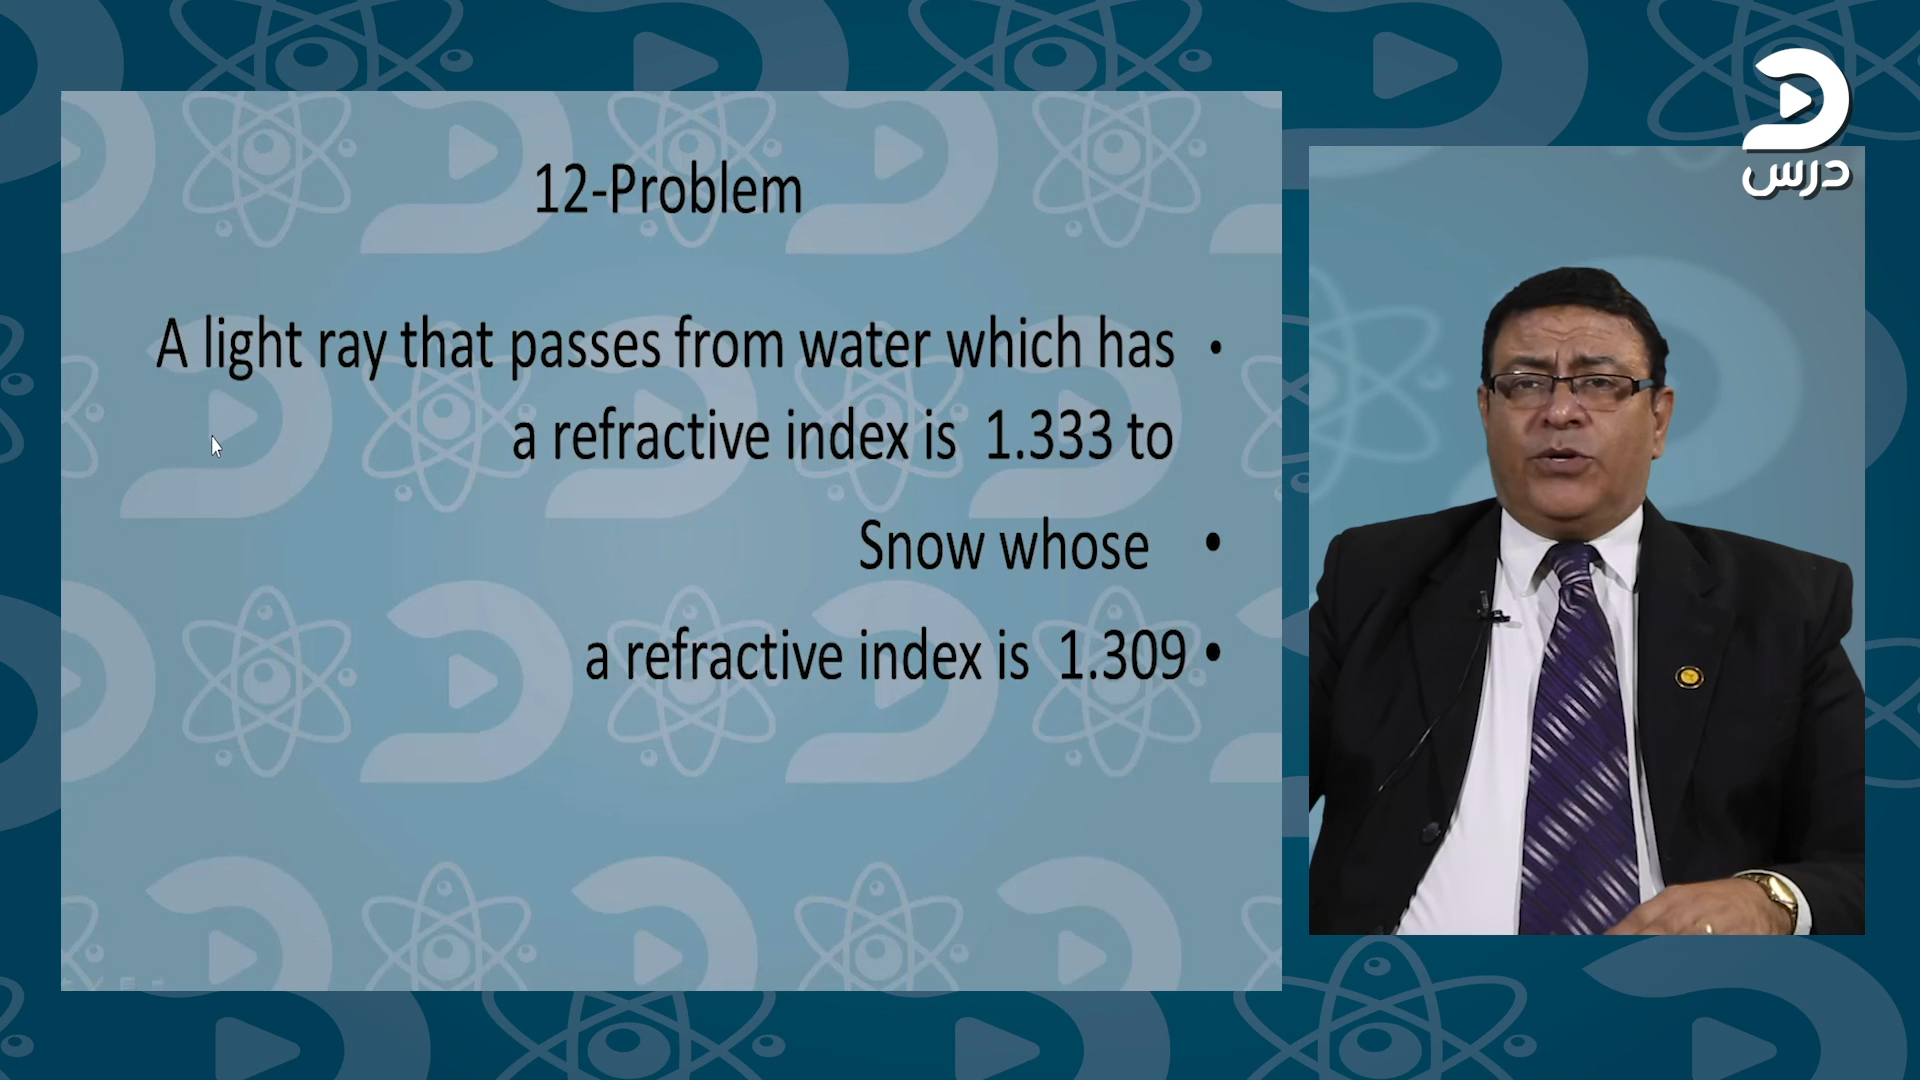 درس
12-Problem
A light ray that passes from water which has
a refractive index is 1.333 to
Snow whose
a refractive index is 1.309